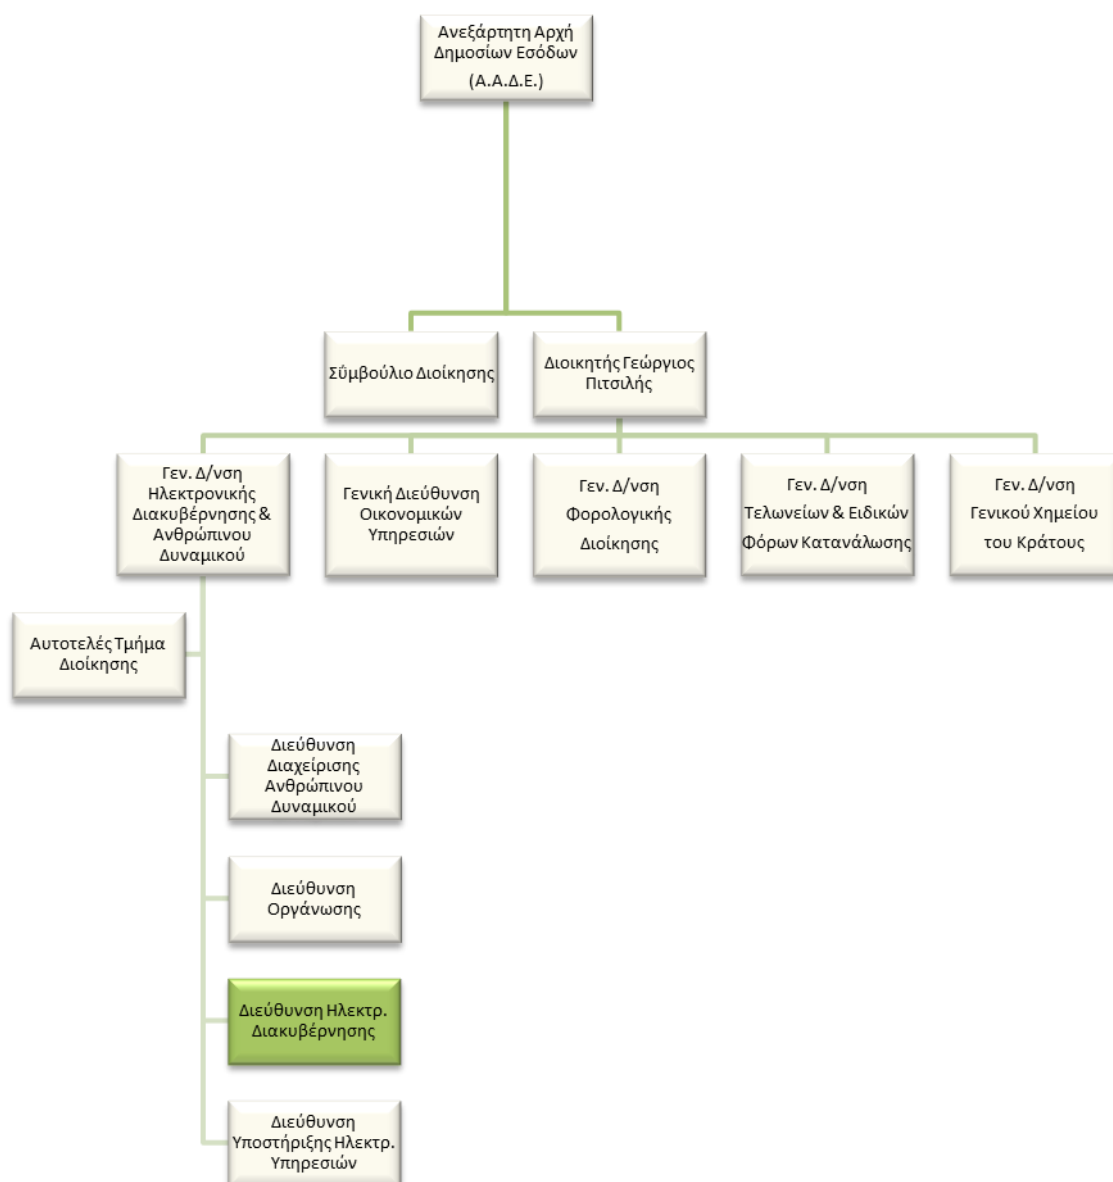 Ανεξάρτητη Αρχή
Δημοσίων Εσόδων
(Α.Α.Δ.Ε.)
Σΰμβούλιο Διοίκησης
Διοικητής Γεώργιος
Πιτσιλής
Γεν. Δ/νση
Ηλεκτρονικής
Διακυβέρνησης &
Ανθρώπινου
Δυναμικού
Γενική Διεύθυνση
Οικονομικών
Υπηρεσιών
Γεν. Δ/νση
Φορολογικής
Διοίκησης
Γεν. Δ/νση
Τελωνείων & Ειδικών
Φόρων Κατανάλωσης
Γεν. Δ/νση
Γενικού Χημείου
του Κράτους
Αυτοτελές Τμήμα
Διοίκησης
Διεύθυνση
Διαχείρισης
Ανθρώπινου
Δυναμικού
Διεύθυνση
Οργάνωσης
Διεύθυνση Ηλεκτρ.
Διακυβέρνησης
Διεύθυνση
Υποστήριξης Ηλεκτρ.
Υπηρεσιών